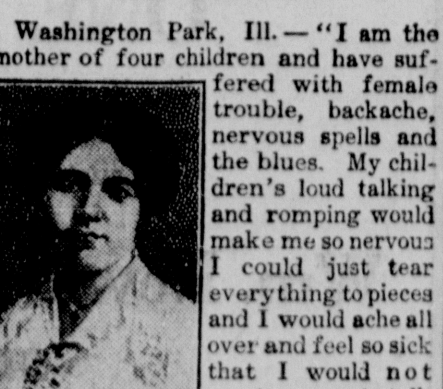 Washington Park, Ill.—"I am the
mother of four children and have suf-
fered with female
trouble, backache,
nervous spells and
the blues. My chil-
dren's loud talking
and romping would
make me so nervous
I could just tear
everything to pieces
and I would ache all
over and feel so sick
that I would not